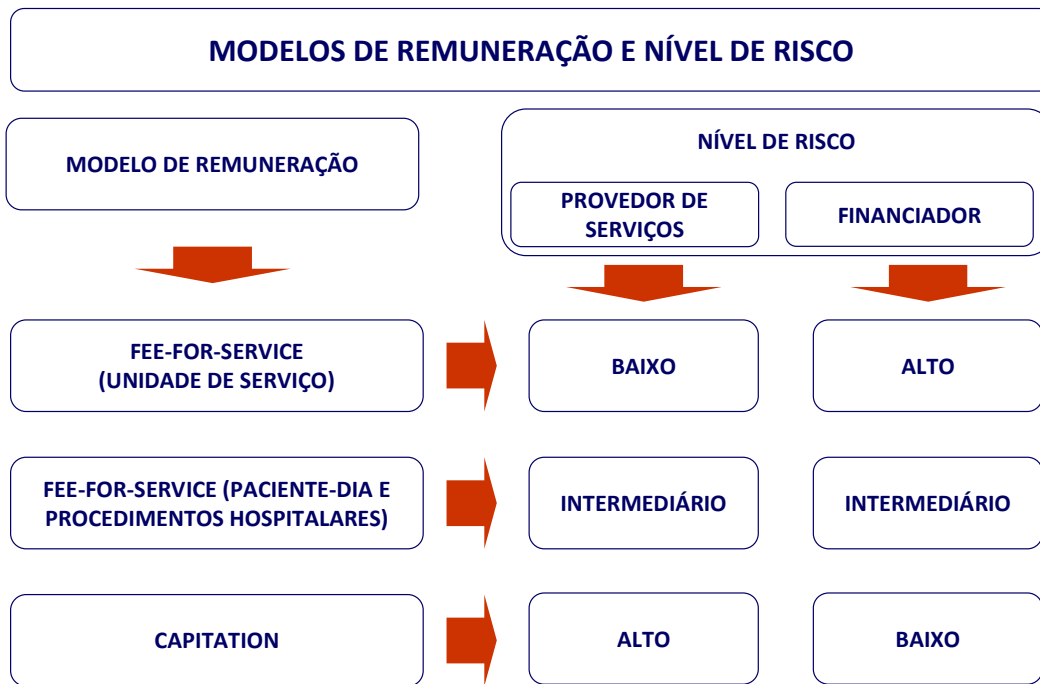 MODELOS DE REMUNERAÇÃO E NÍVEL DE RISCO
MODELO DE REMUNERAÇÃO
NÍVEL DE RISCO
PROVEDOR DE
SERVIÇOS
FINANCIADOR
FEE-FOR-SERVICE
(UNIDADE DE SERVIÇO)
BAIXO
ALTO
FEE-FOR-SERVICE (PACIENTE-DIA E
PROCEDIMENTOS HOSPITALARES)
INTERMEDIÁRIO
INTERMEDIÁRIO
CAPITATION
ALTO
BAIXO